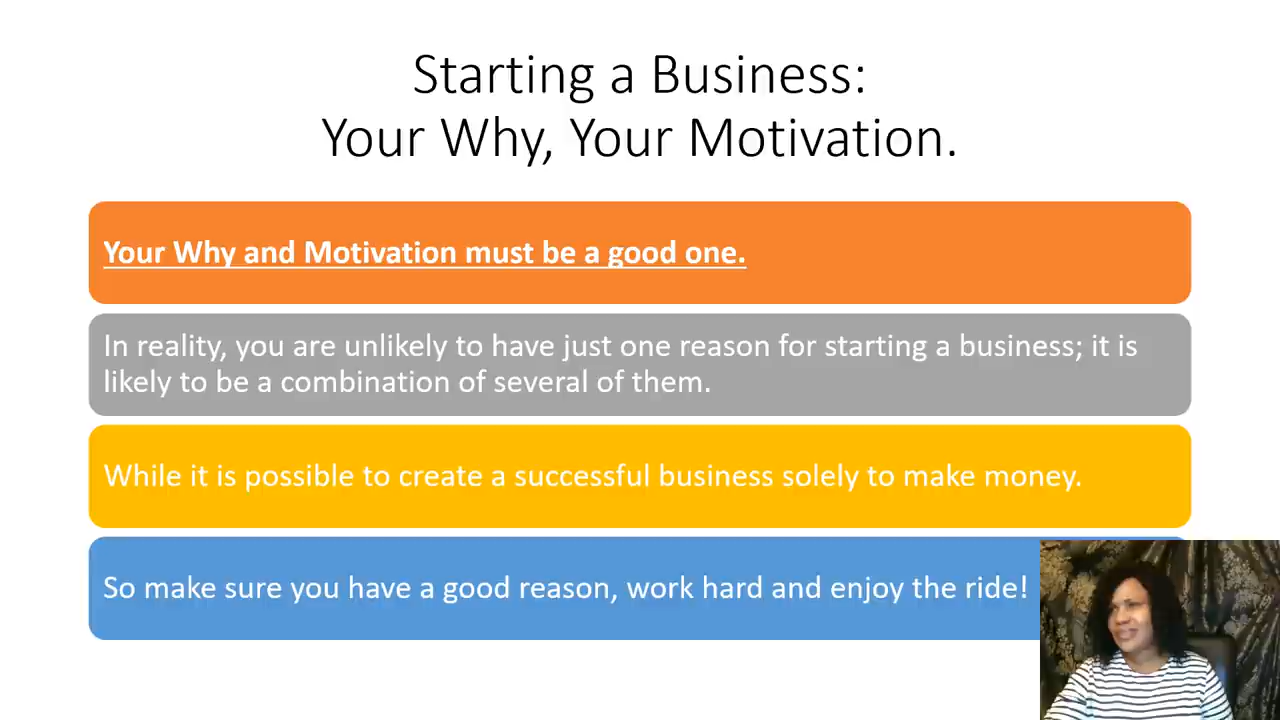 Starting a Business:
Your Why, Your Motivation.
Your Why and Motivation must be a good one.
In reality, you are unlikely to have just one reason for starting a business; it is
likely to be a combination of several of them.
While it is possible to create a successful business solely to make money.
So make sure you have a good reason, work hard and enjoy the ride!